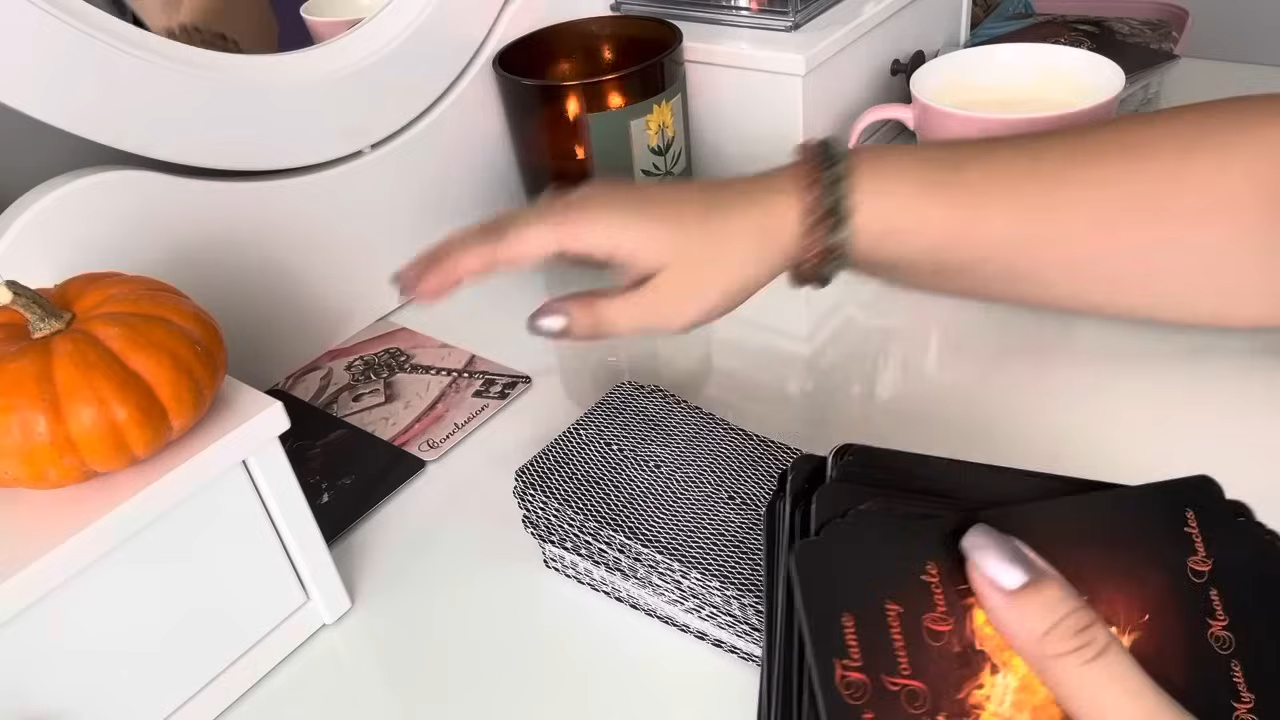 Conclusion
Flame
Journey
Oracle
Mystic Moon Oracles